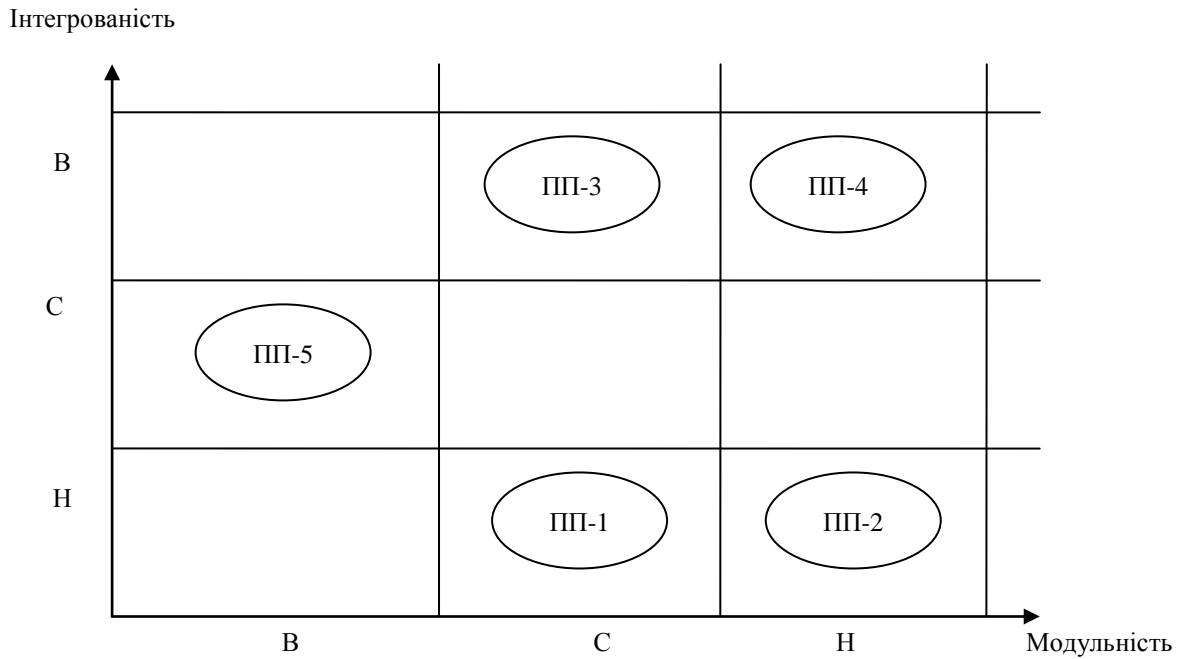 Інтегрованість
В
ПП-3
ПП-4
С
ПП-5
Н
ПП-1
ПП-2
В
С
Н
Модульність